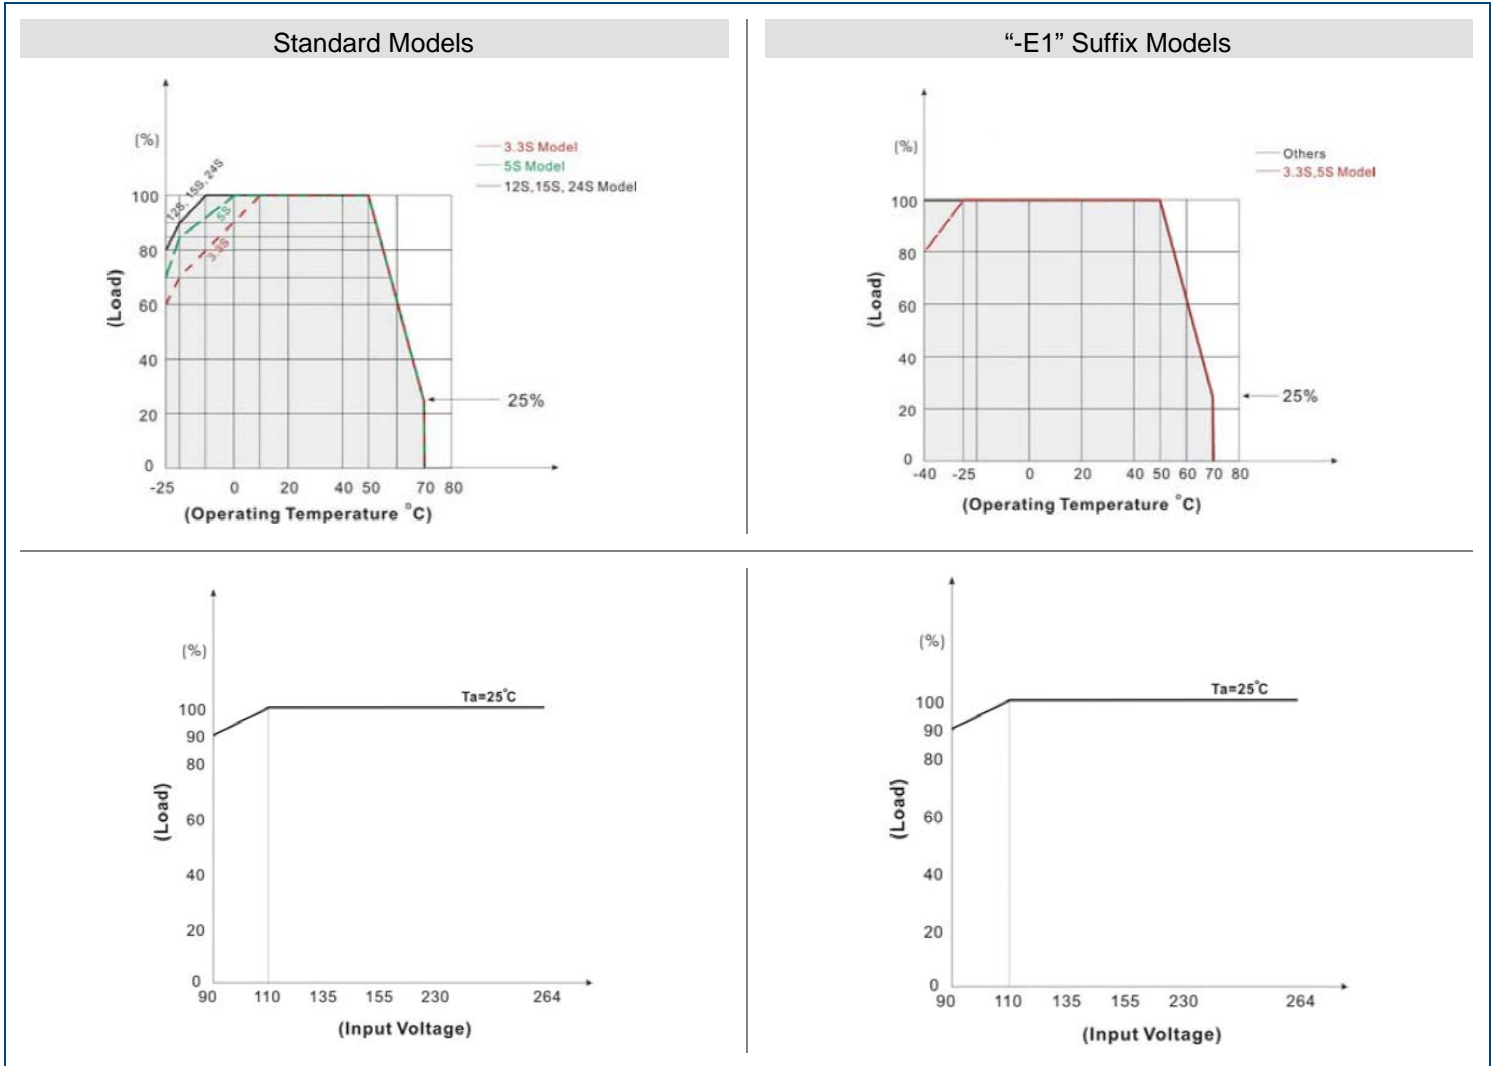 Standard Models
(%)
3.3S Model
5S Model
12S,15S, 24S Model
12S, 15S, 24S
5S
3.3S
100
80
60
40
20
0
(Load)
25%
-25 0 20 40 50 70 80
(Operating Temperature °C)
“-E1” Suffix Models
(%)
Others
3.3S,5S Model
100
80
60
40
20
0
(Load)
25%
-40 -25 0 20 40 50 60 70 80
(Operating Temperature °C)
(%)
Ta=25°C
100
90
80
60
40
20
0
(Load)
90 110 135 155 230 264
(Input Voltage)
(%)
Ta=25°C
100
90
80
60
40
20
0
(Load)
90 110 135 155 230 264
(Input Voltage)